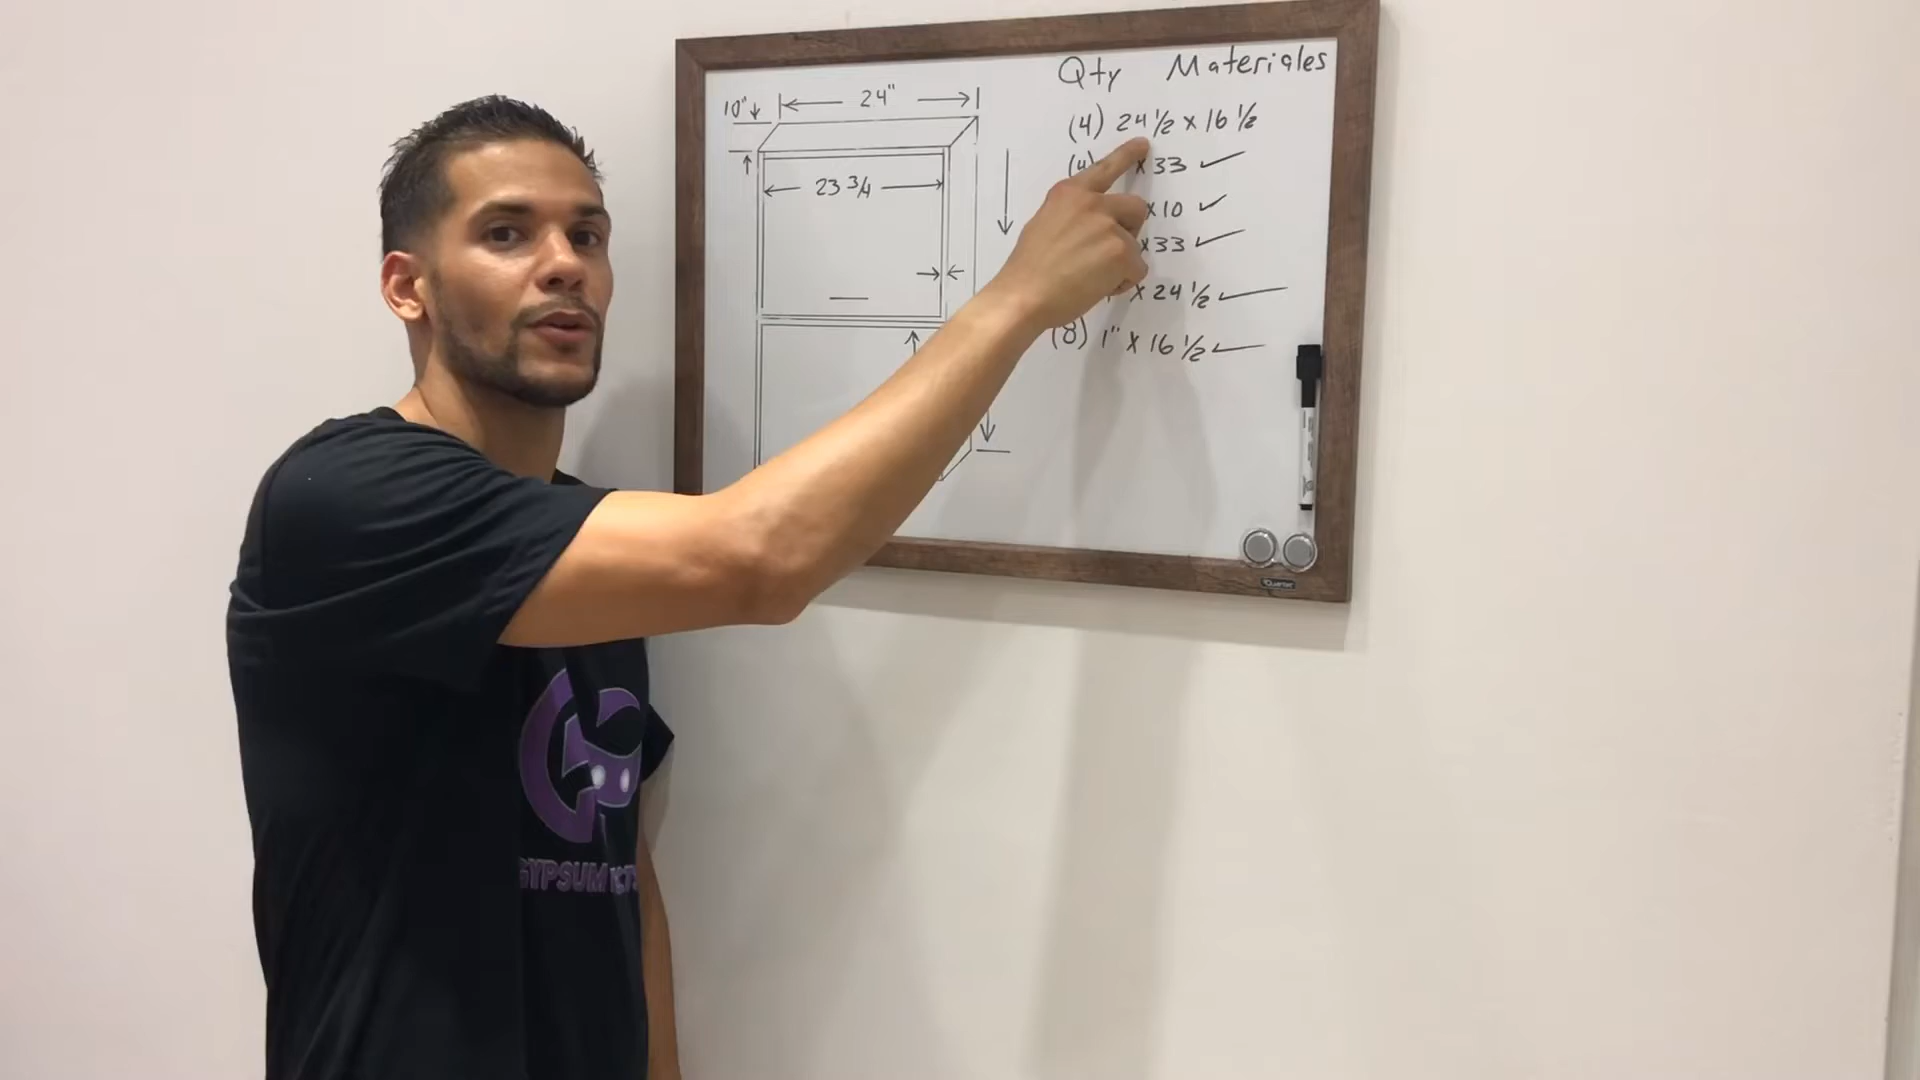 Qty Materiales
10" 24"
(4) 24 1/2 x 16 1/2
(4) x 33 ✓
23 3/4
x 10 ✓
x 33 ✓
x 24 1/2 ✓
(8) 1" x 16 1/2 ✓
Quartet
GYPSUM